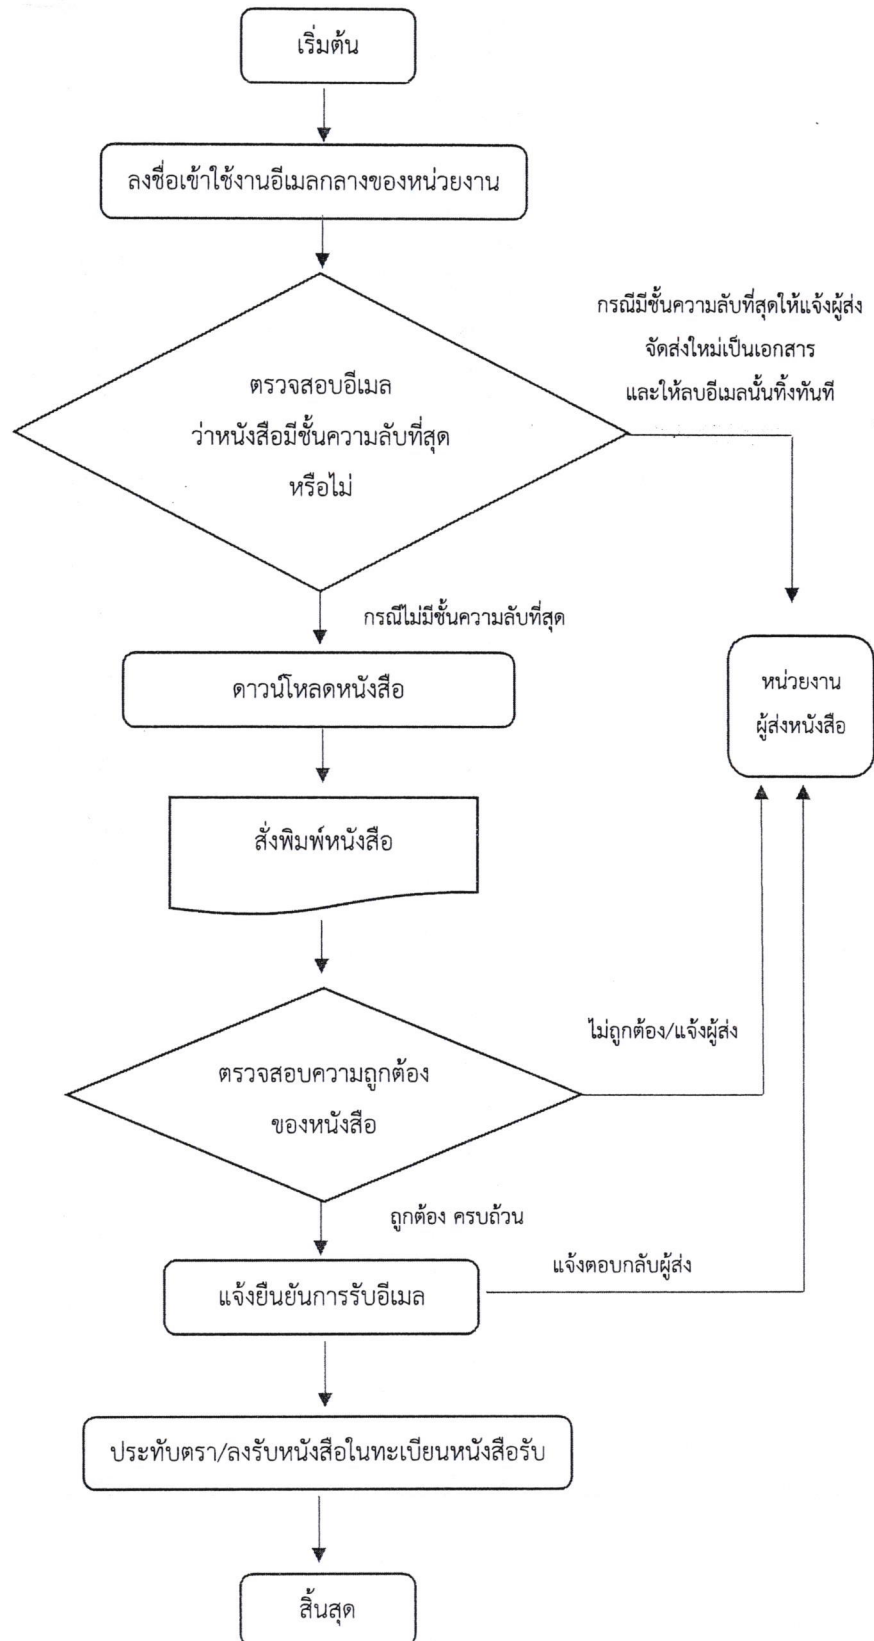 เริ่มต้น
ลงชื่อเข้าใช้งานอีเมลกลางของหน่วยงาน
กรณีมีชั้นความลับที่สุดให้แจ้งผู้ส่ง
จัดส่งใหม่เป็นเอกสาร
และให้ลบอีเมลนั้นทิ้งทันที
ตรวจสอบอีเมล
ว่าหนังสือมีชั้นความลับที่สุด
หรือไม่
กรณีไม่มีชั้นความลับที่สุด
ดาวน์โหลดหนังสือ
หน่วยงาน
ผู้ส่งหนังสือ
สั่งพิมพ์หนังสือ
ไม่ถูกต้อง/แจ้งผู้ส่ง
ตรวจสอบความถูกต้อง
ของหนังสือ
ถูกต้อง ครบถ้วน
แจ้งตอบกลับผู้ส่ง
แจ้งยืนยันการรับอีเมล
ประทับตรา/ลงรับหนังสือในทะเบียนหนังสือรับ
สิ้นสุด